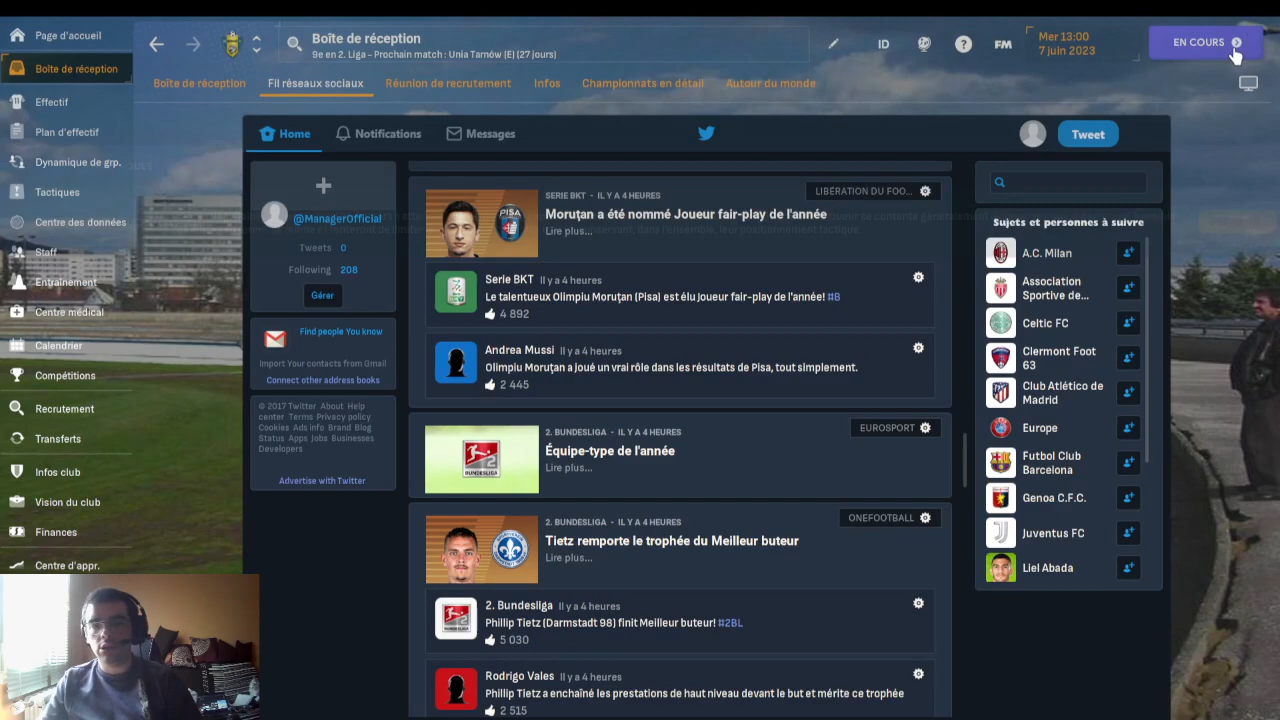 Page d'accueil
Boîte de réception
Effectif
Plan d'effectif
Dynamique de grp.
Tactiques
Centre des données
Staff
Entraînement
Centre médical
Calendrier
Compétitions
Recrutement
Transferts
Infos club
Vision du club
Finances
Centre d'appr.
Boîte de réception
9e en 2. Liga - Prochain match : Unia Tarnów (E) (27 jours)
ID
?
FM
Mer 13:00
7 juin 2023
EN COURS
Boîte de réception
Fil réseaux sociaux
Réunion de recrutement
Infos
Championnats en détail
Autour du monde
Home
Notifications
Messages
Tweet
@ManagerOfficial
Tweets 0
Following 208
Gérer
Find people You know
Import Your contacts from Gmail
Connect other address books
© 2017 Twitter About Help
center Terms Privacy policy
Cookies Ads info Brand Blog
Status Apps Jobs Businesses
Developers
Advertise with Twitter
SERIE BKT - IL Y A 4 HEURES
LIBÉRATION DU FOO...
Moruțan a été nommé Joueur fair-play de l'année
Lire plus...
PISA
Serie BKT Il y a 4 heures
Le talentueux Olimpiu Moruțan (Pisa) est élu Joueur fair-play de l'année! #B
4 892
Andrea Mussi Il y a 4 heures
Olimpiu Moruțan a joué un vrai rôle dans les résultats de Pisa, tout simplement.
2 445
2. BUNDESLIGA - IL Y A 4 HEURES
EUROSPORT
Équipe-type de l'année
Lire plus...
BUNDESLIGA
2. BUNDESLIGA - IL Y A 4 HEURES
ONEFOOTBALL
Tietz remporte le trophée du Meilleur buteur
Lire plus...
2. Bundesliga Il y a 4 heures
Phillip Tietz (Darmstadt 98) finit Meilleur buteur! #2BL
5 030
Rodrigo Vales Il y a 4 heures
Phillip Tietz a enchaîné les prestations de haut niveau devant le but et mérite ce trophée
2 515
Sujets et personnes à suivre
A.C. Milan
Association
Sportive de...
Celtic FC
Clermont Foot
63
Club Atlético de
Madrid
Europe
Futbol Club
Barcelona
Genoa C.F.C.
Juventus FC
Liel Abada